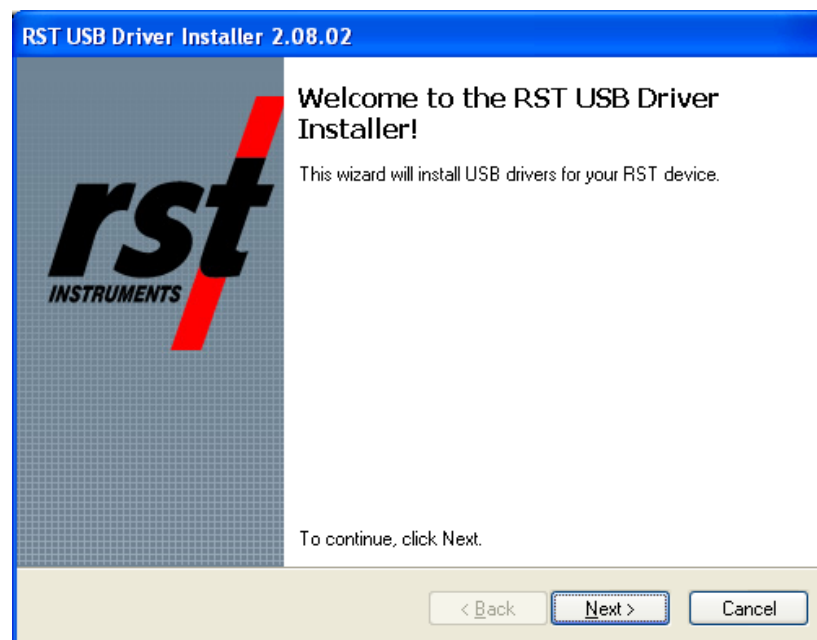 RST USB Driver Installer 2.08.02
Welcome to the RST USB Driver
Installer!
This wizard will install USB drivers for your RST device.
rst
INSTRUMENTS
To continue, click Next.
< Back
Next >
Cancel